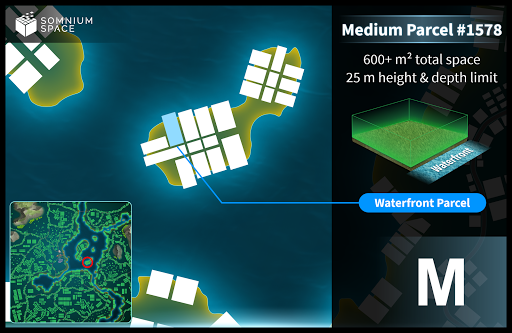 SOMNIUM
SPACE
Medium Parcel #1578
600+ m² total space
25 m height & depth limit
Waterfront
Waterfront Parcel
M